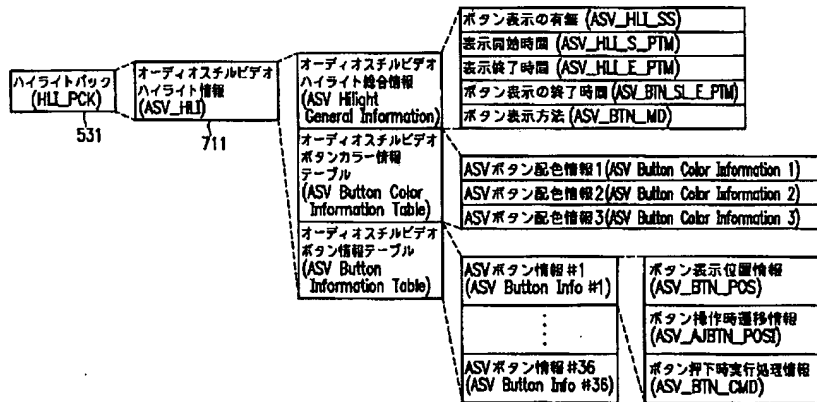 ハイライトパック
(HLI_PCK)
531
オーディオスチルビデオ
ハイライト情報
(ASV_HLI)
711
オーディオスチルビデオ
ハイライト総合情報
(ASV Hilight
General Information)
オーディオスチルビデオ
ボタンカラー情報
テーブル
(ASV Button Color
Information Table)
オーディオスチルビデオ
ボタン情報テーブル
(ASV Button
Information Table)
ボタン表示の有無 (ASV_HLI_SS)
表示開始時間 (ASV_HLI_S_PTM)
表示終了時間 (ASV_HLI_E_PTM)
ボタン表示の終了時間 (ASV_BTN_SL_E_PTM)
ボタン表示方法 (ASV_BTN_MD)
ASVボタン配色情報1(ASV Button Color Information 1)
ASVボタン配色情報2(ASV Button Color Information 2)
ASVボタン配色情報3(ASV Button Color Information 3)
ASVボタン情報#1
(ASV Button Info #1)
⋮
ASVボタン情報#36
(ASV Button Info #36)
ボタン表示位置情報
(ASV_BTN_POS)
ボタン操作時遷移情報
(ASV_AJBTN_POSI)
ボタン押下時実行処理情報
(ASV_BTN_CMD)